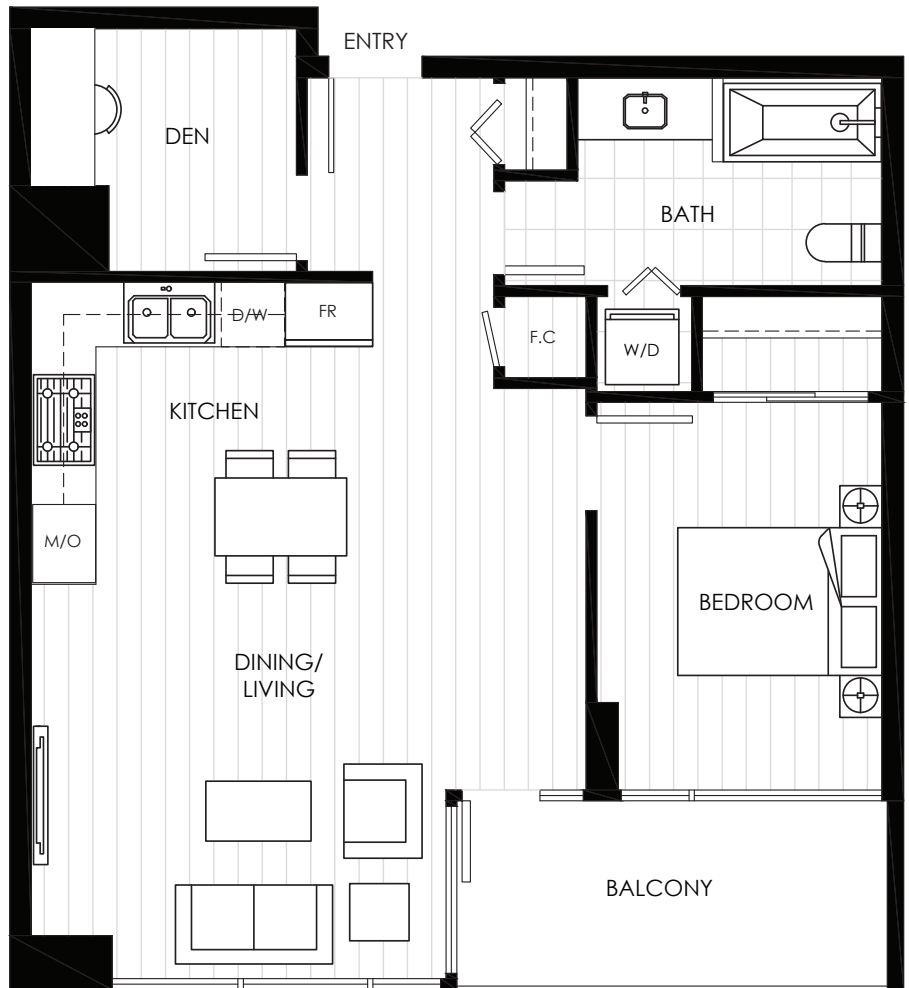 ENTRY
DEN
BATH
D/W
FR
F.C
W/D
KITCHEN
M/O
BEDROOM
DINING/
LIVING
BALCONY